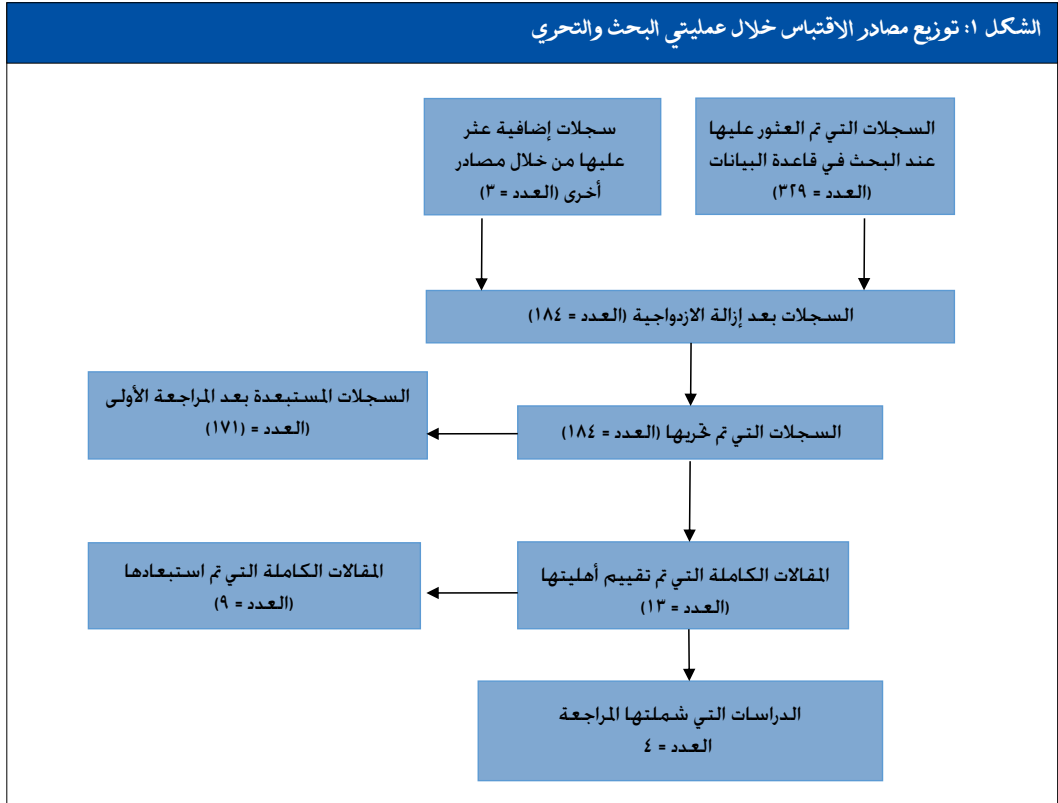 الشكل ١: توزيع مصادر الاقتباس خلال عمليتي البحث والتحري
السجلات التي تم العثور عليها
عند البحث في قاعدة البيانات
(العدد = ٣٢٩)
سجلات إضافية عثر
عليها من خلال مصادر
أخرى (العدد = ٣)
السجلات بعد إزالة الازدواجية (العدد = ١٨٤)
السجلات التي تم تحريها (العدد = ١٨٤)
السجلات المستبعدة بعد المراجعة الأولى
(العدد = (١٧١)
المقالات الكاملة التي تم تقييم أهليتها
(العدد = ١٣)
المقالات الكاملة التي تم استبعادها
(العدد = ٩)
الدراسات التي شملتها المراجعة
العدد = ٤